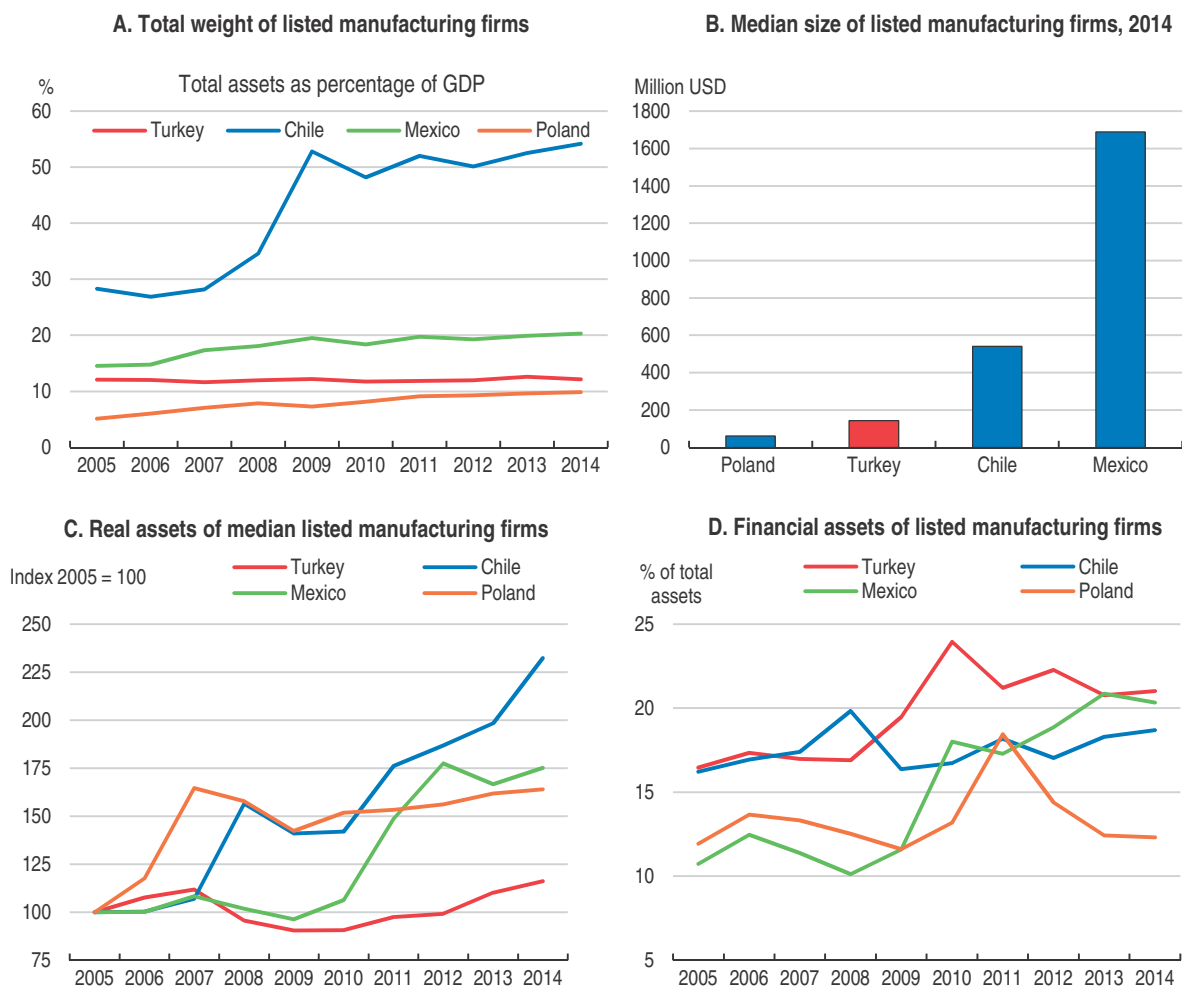 A. Total weight of listed manufacturing firms
% Total assets as percentage of GDP
60
Turkey Chile Mexico Poland
50
40
30
20
10
0
2005 2006 2007 2008 2009 2010 2011 2012 2013 2014
B. Median size of listed manufacturing firms, 2014
Million USD
1800
1600
1400
1200
1000
800
600
400
200
0
Poland Turkey Chile Mexico
C. Real assets of median listed manufacturing firms
Index 2005 = 100
Turkey Chile
Mexico Poland
250
225
200
175
150
125
100
75
2005 2006 2007 2008 2009 2010 2011 2012 2013 2014
D. Financial assets of listed manufacturing firms
% of total
assets
Turkey Chile
Mexico Poland
25
20
15
10
5
2005 2006 2007 2008 2009 2010 2011 2012 2013 2014